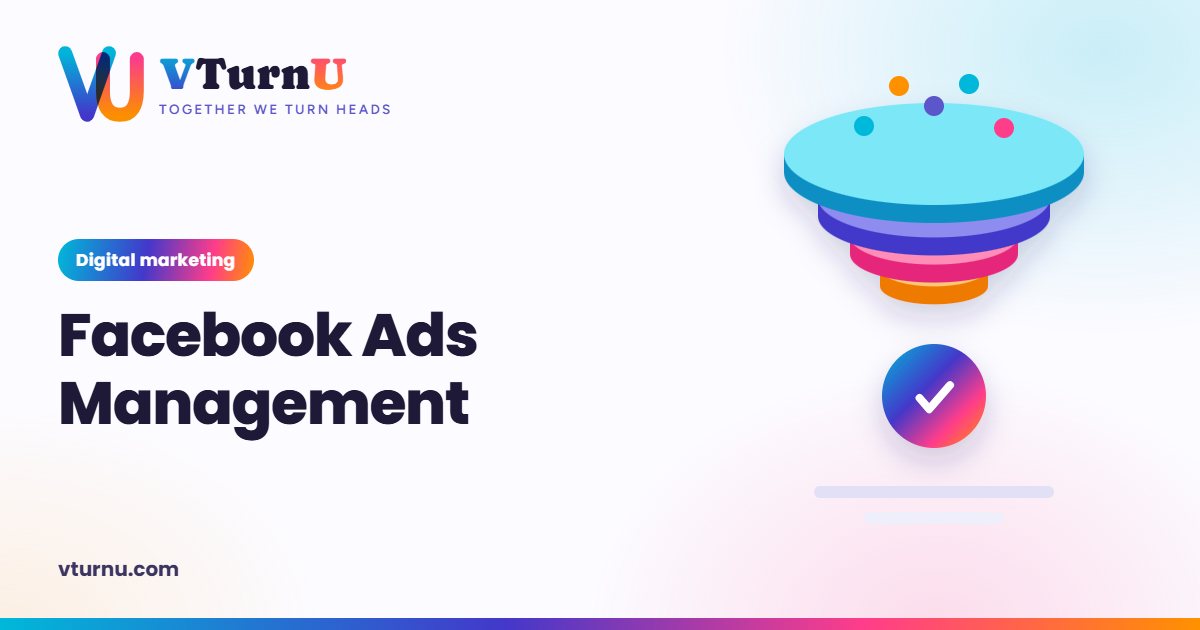 VTurnU
TOGETHER WE TURN HEADS
Digital marketing
Facebook Ads
Management
vturnu.com